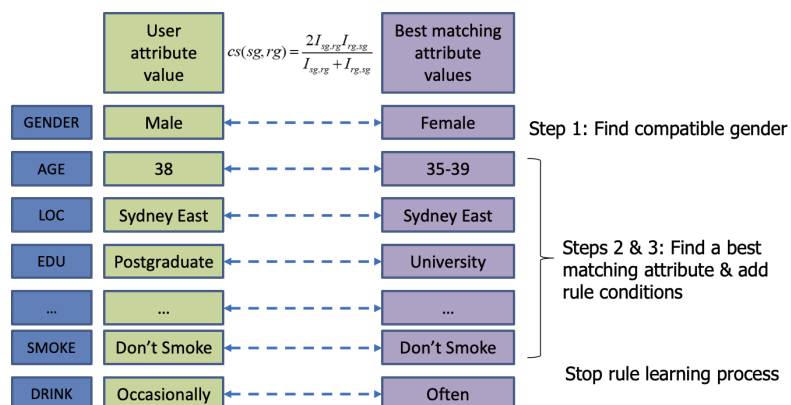 User
attribute
value
cs(sg,rg) = 2I_{sg,rg}I_{rg,sg} / I_{sg,rg} + I_{rg,sg}
Best matching
attribute
values
GENDER Male Female
Step 1: Find compatible gender
AGE 38 35-39
LOC Sydney East Sydney East
EDU Postgraduate University
Steps 2 & 3: Find a best
matching attribute & add
rule conditions
... ... ...
SMOKE Don’t Smoke Don’t Smoke
Stop rule learning process
DRINK Occasionally Often